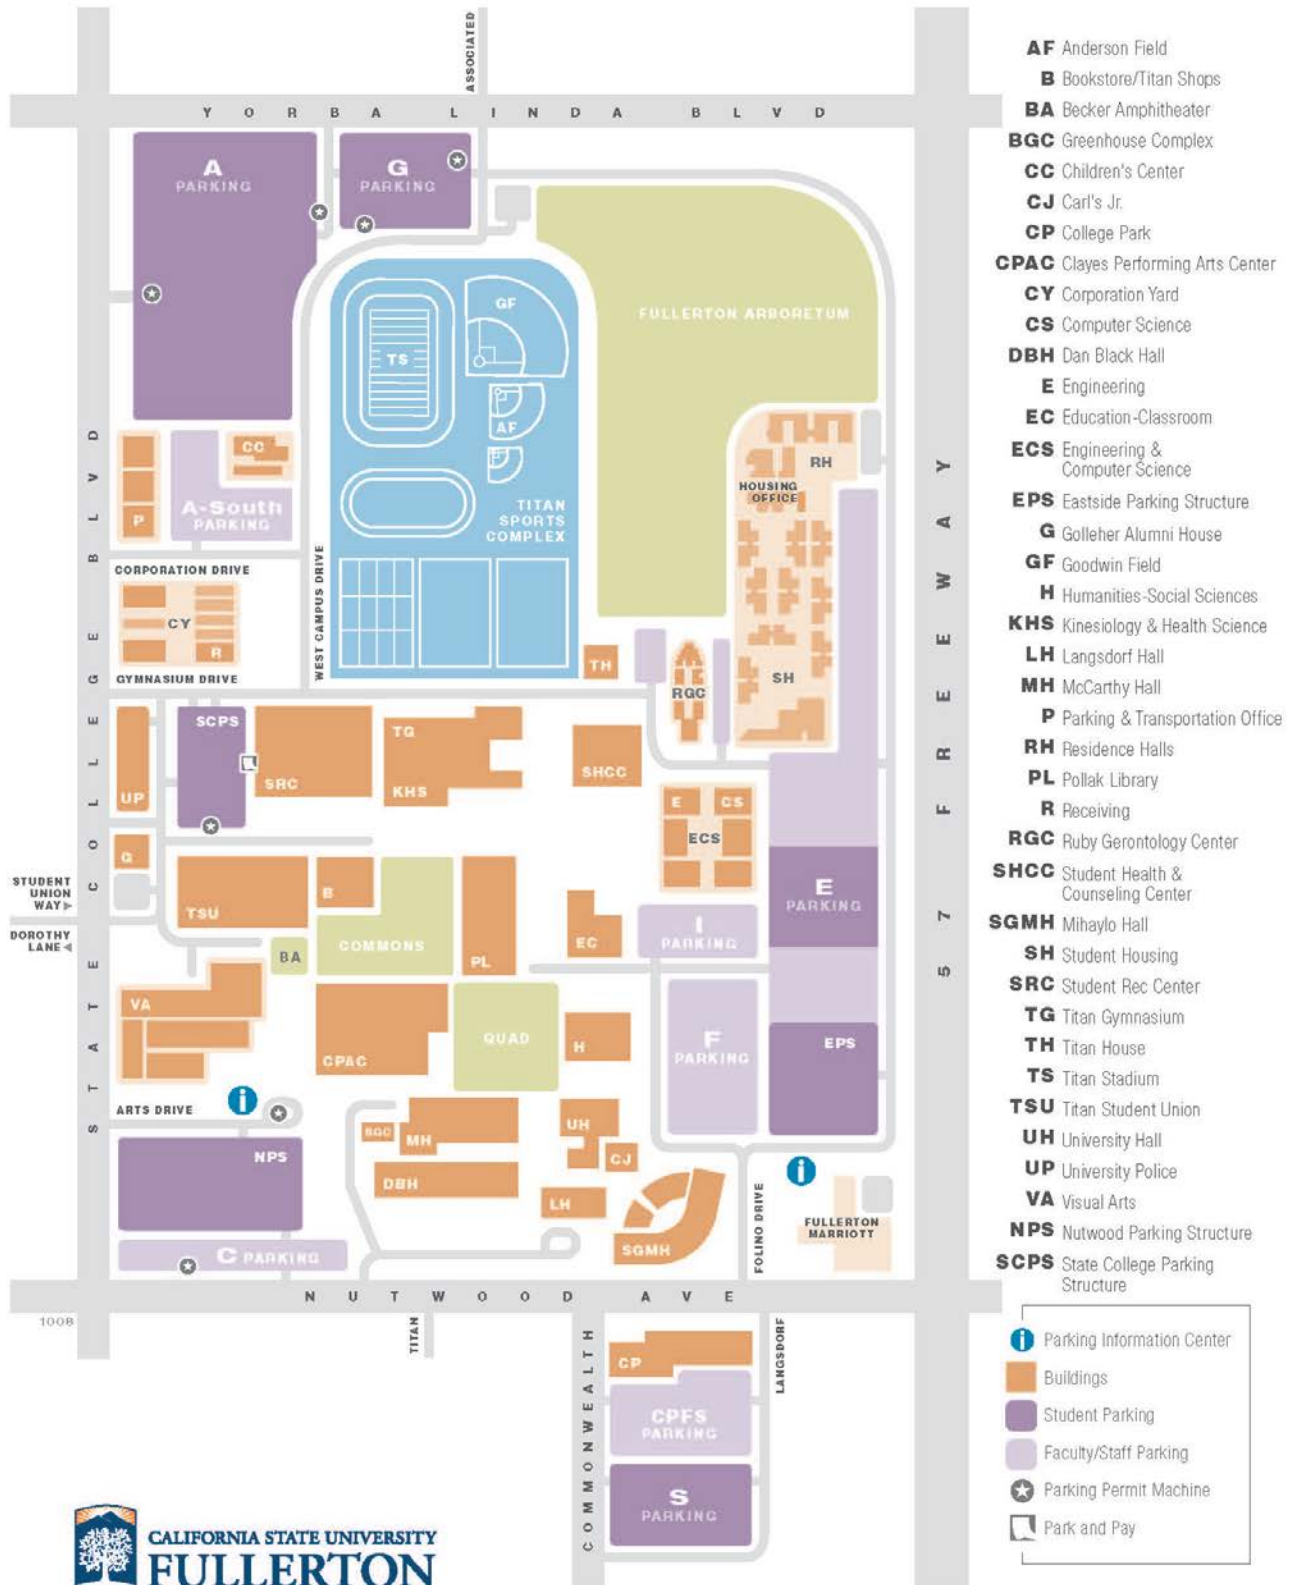 ASSOCIATED
YORBA LINDA BLVD
A
PARKING
G
PARKING
GF
TS
AF
FULLERTON ARBORETUM
TITAN
SPORTS
COMPLEX
CC
A-South
PARKING
P
RH
HOUSING
OFFICE
CORPORATION DRIVE
CY
R
GYMNASIUM DRIVE
WEST CAMPUS DRIVE
STATE COLLEGE BLVD
57 FREEWAY
TH
RGC
SH
SCPS
UP
SRC
TG
KHS
SHCC
E
CS
ECS
G
STUDENT
UNION
WAY
DOROTHY
LANE
TSU
B
COMMONS
BA
PL
EC
I
PARKING
E
PARKING
VA
CPAC
QUAD
H
F
PARKING
EPS
ARTS DRIVE
i
BGC
MH
UH
CJ
DBH
LH
SGMH
NPS
C PARKING
FOLINO DRIVE
i
FULLERTON
MARRIOTT
NUTWOOD AVE
1008
TITAN
COMMONWEALTH
LANGSDORF
CP
CPFS
PARKING
S
PARKING
CALIFORNIA STATE UNIVERSITY
FULLERTON
AF Anderson Field
B Bookstore/Titan Shops
BA Becker Amphitheater
BGC Greenhouse Complex
CC Children's Center
CJ Carl's Jr.
CP College Park
CPAC Clayes Performing Arts Center
CY Corporation Yard
CS Computer Science
DBH Dan Black Hall
E Engineering
EC Education-Classroom
ECS Engineering &
Computer Science
EPS Eastside Parking Structure
G Golleher Alumni House
GF Goodwin Field
H Humanities-Social Sciences
KHS Kinesiology & Health Science
LH Langsdorf Hall
MH McCarthy Hall
P Parking & Transportation Office
RH Residence Halls
PL Pollak Library
R Receiving
RGC Ruby Gerontology Center
SHCC Student Health &
Counseling Center
SGMH Mihaylo Hall
SH Student Housing
SRC Student Rec Center
TG Titan Gymnasium
TH Titan House
TS Titan Stadium
TSU Titan Student Union
UH University Hall
UP University Police
VA Visual Arts
NPS Nutwood Parking Structure
SCPS State College Parking
Structure
i Parking Information Center
Buildings
Student Parking
Faculty/Staff Parking
Parking Permit Machine
Park and Pay